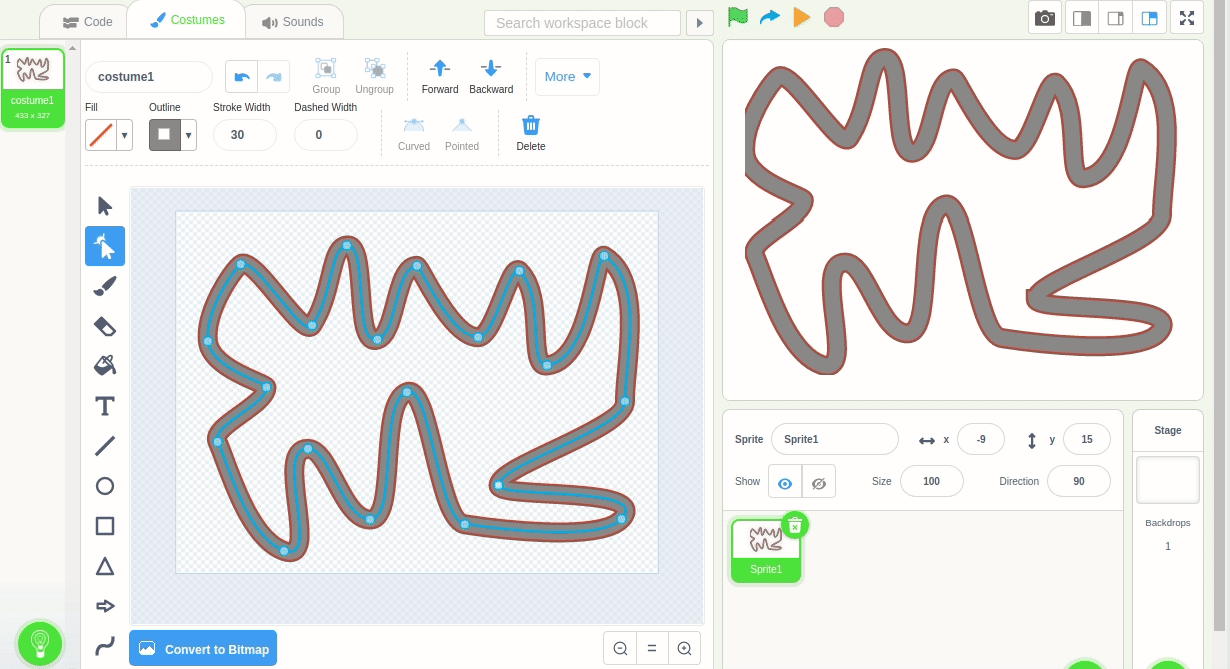 Code
Costumes
Sounds
Search workspace block
1
costume1
433 x 327
costume1
Group
Ungroup
Forward
Backward
More
Fill
Outline
Stroke Width
Dashed Width
30
0
Curved
Pointed
Delete
T
Convert to Bitmap
=
Sprite
Sprite1
x
-9
y
15
Show
Size
100
Direction
90
Sprite1
Stage
Backdrops
1